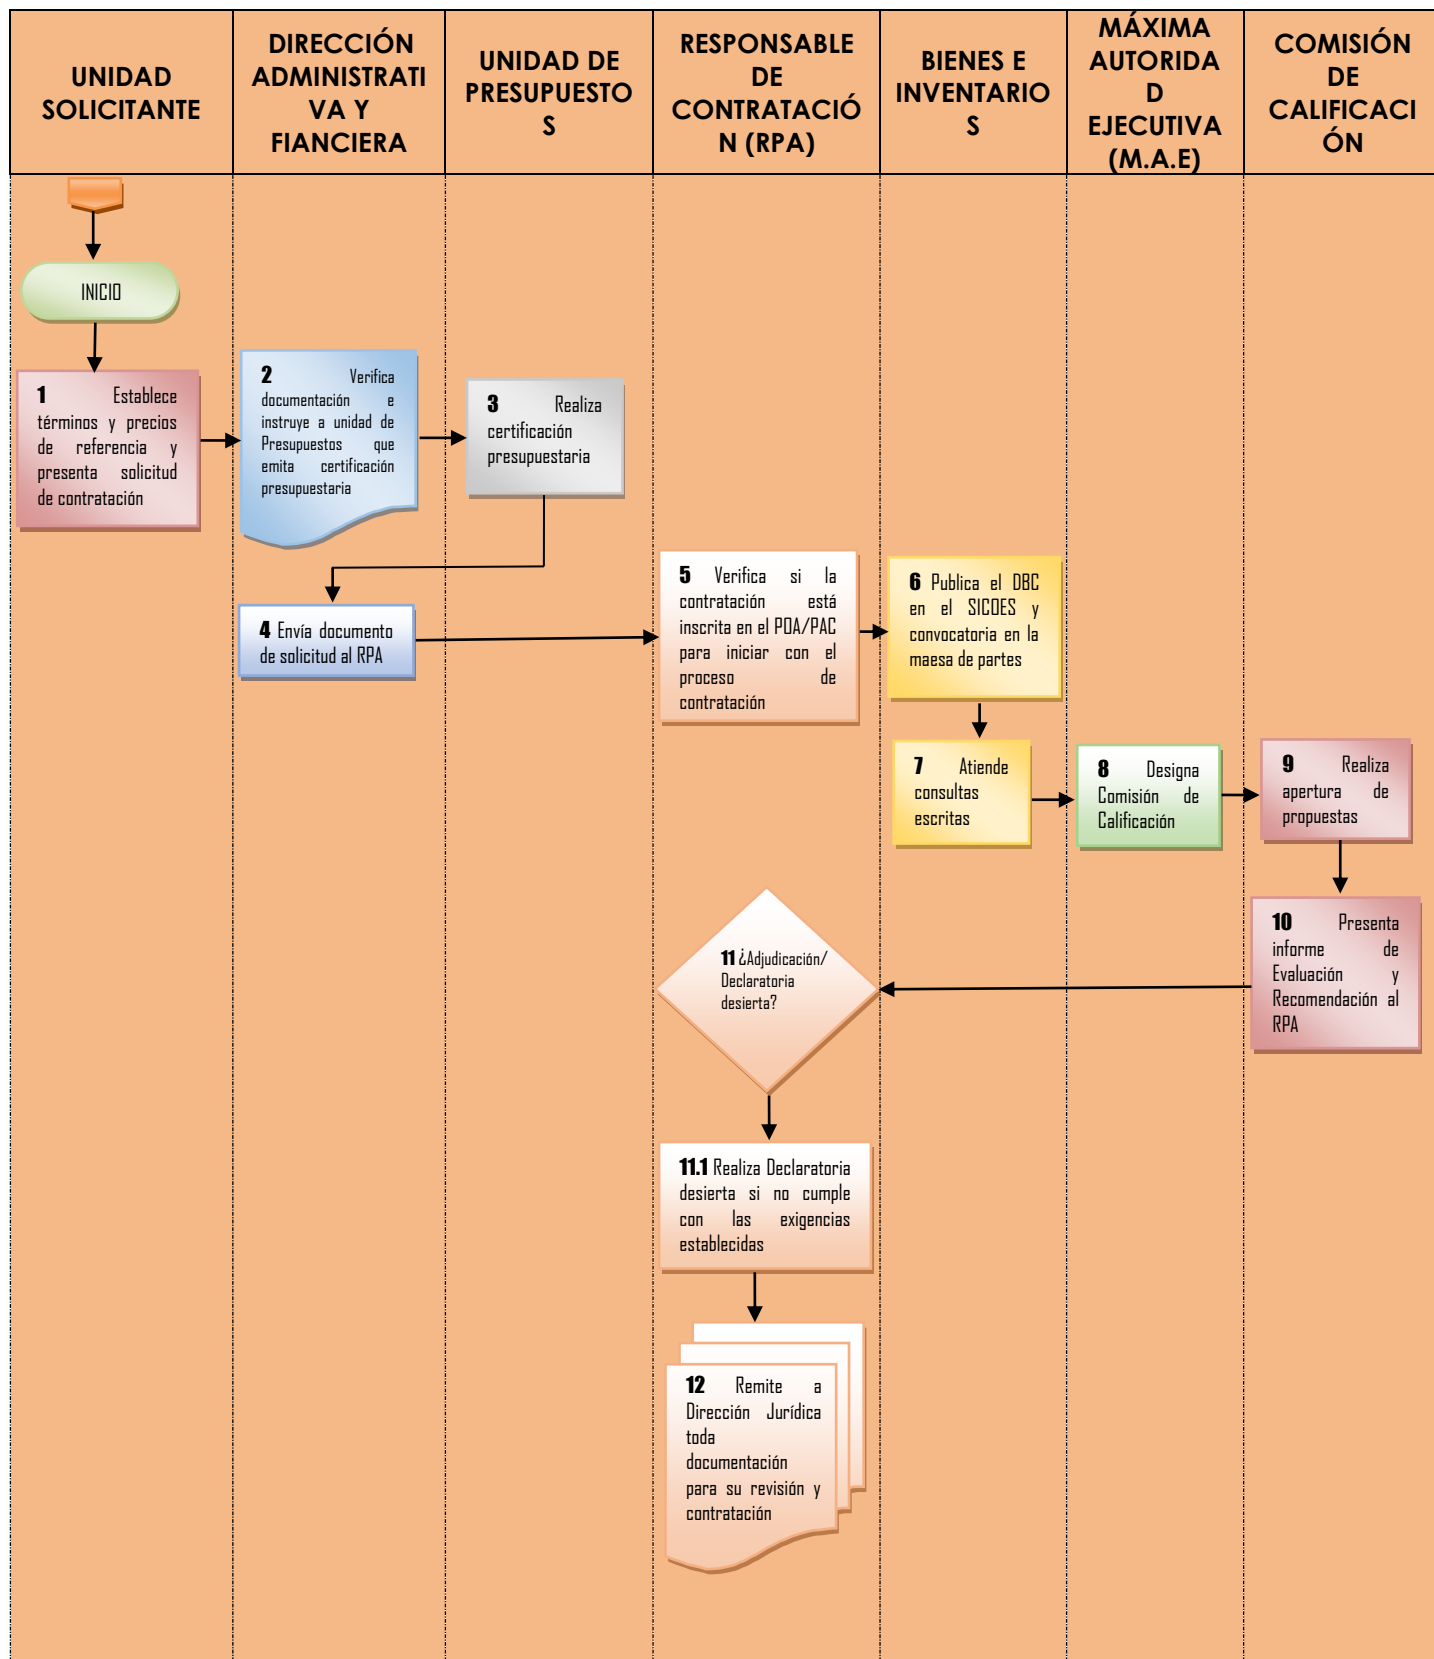 UNIDAD
SOLICITANTE
DIRECCIÓN
ADMINISTRATI
VA Y
FIANCIERA
UNIDAD DE
PRESUPUESTO
S
RESPONSABLE
DE
CONTRATACIÓ
N (RPA)
BIENES E
INVENTARIO
S
MÁXIMA
AUTORIDA
D
EJECUTIVA
(M.A.E)
COMISIÓN
DE
CALIFICACI
ÓN
INICIO
1 Establece
términos y precios
de referencia y
presenta solicitud
de contratación
2 Verifica
documentación e
instruye a unidad de
Presupuestos que
emita certificación
presupuestaria
3 Realiza
certificación
presupuestaria
4 Envía documento
de solicitud al RPA
5 Verifica si la
contratación está
inscrita en el POA/PAC
para iniciar con el
proceso de
contratación
6 Publica el DBC
en el SICOES y
convocatoria en la
maesa de partes
7 Atiende
consultas
escritas
8 Designa
Comisión de
Calificación
9 Realiza
apertura de
propuestas
10 Presenta
informe de
Evaluación y
Recomendación al
RPA
11 ¿Adjudicación/
Declaratoria
desierta?
11.1 Realiza Declaratoria
desierta si no cumple
con las exigencias
establecidas
12 Remite a
Dirección Jurídica
toda
documentación
para su revisión y
contratación